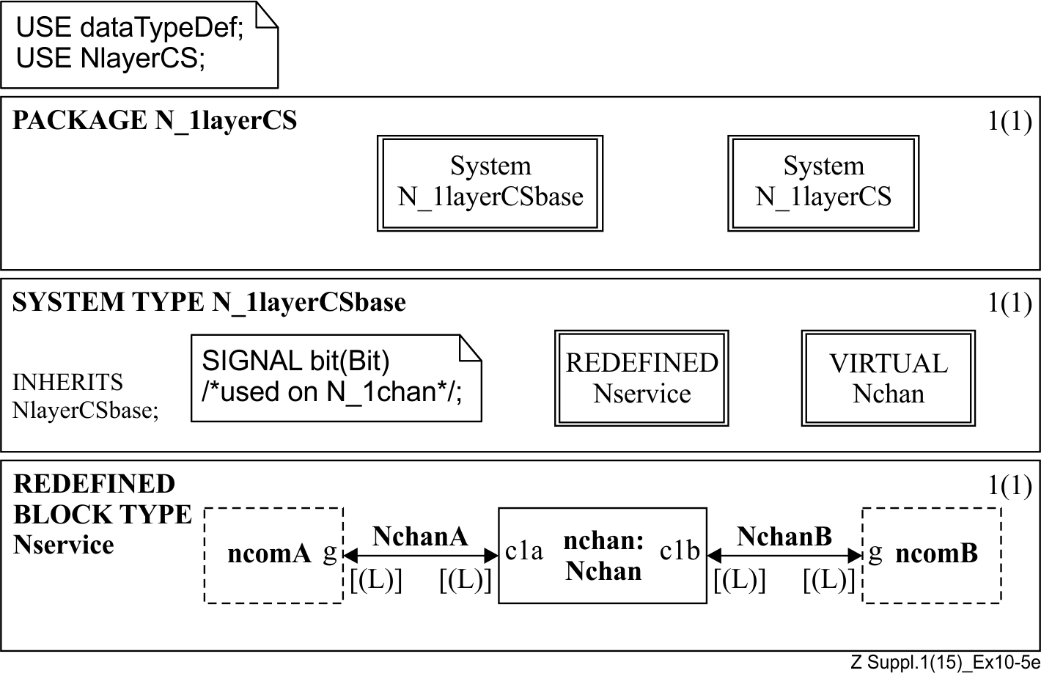 USE dataTypeDef;
USE NlayerCS;
PACKAGE N_1layerCS
1(1)
System
N_1layerCSbase
System
N_1layerCS
SYSTEM TYPE N_1layerCSbase
1(1)
INHERITS
NlayerCSbase;
SIGNAL bit(Bit)
/*used on N_1chan*/;
REDEFINED
Nservice
VIRTUAL
Nchan
REDEFINED
BLOCK TYPE
Nservice
1(1)
ncomA g
NchanA
[(L)] [(L)]
c1a nchan: c1b
Nchan
NchanB
[(L)] [(L)]
g ncomB
Z Suppl.1(15)_Ex10-5e